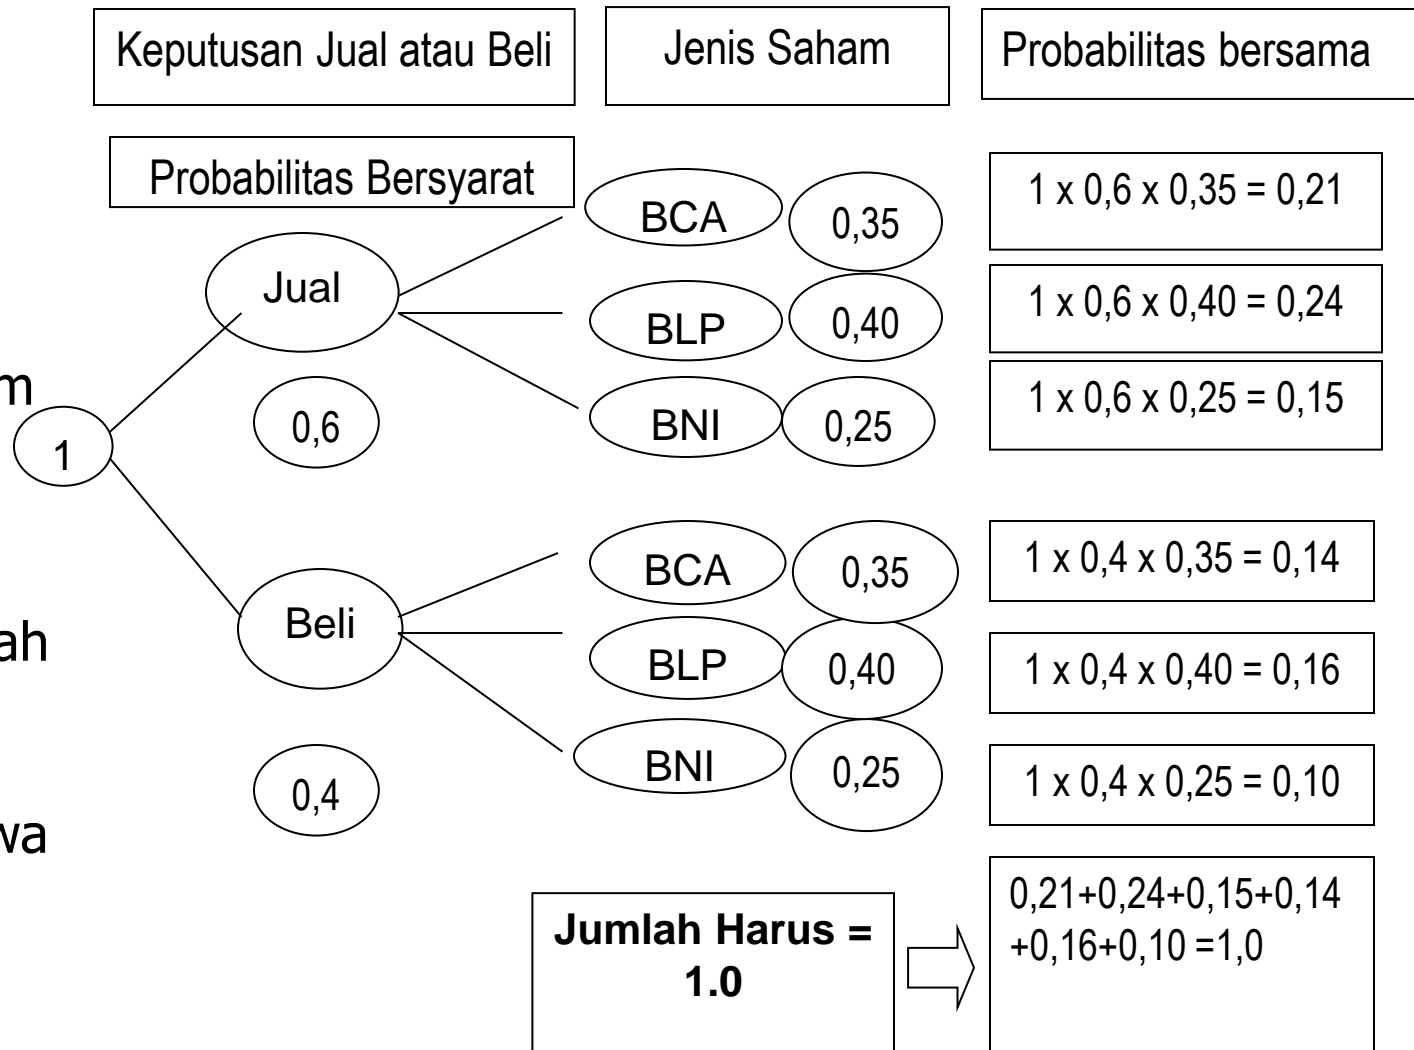 Keputusan Jual atau Beli
Jenis Saham
Probabilitas bersama
Probabilitas Bersyarat
BCA
0,35
1 x 0,6 x 0,35 = 0,21
Jual
BLP
0,40
1 x 0,6 x 0,40 = 0,24
0,6
BNI
0,25
1 x 0,6 x 0,25 = 0,15
1
BCA
0,35
1 x 0,4 x 0,35 = 0,14
Beli
BLP
0,40
1 x 0,4 x 0,40 = 0,16
0,4
BNI
0,25
1 x 0,4 x 0,25 = 0,10
Jumlah Harus =
1.0
0,21+0,24+0,15+0,14
+0,16+0,10 =1,0